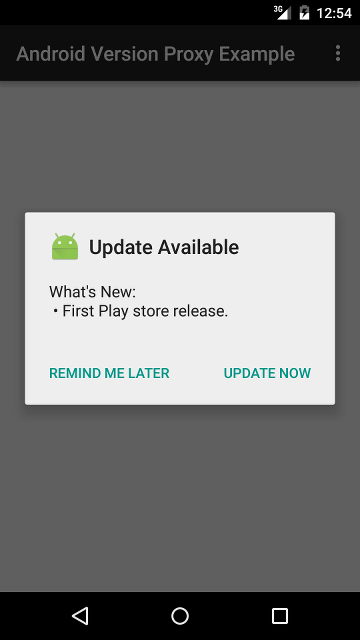 3G 12:54
Android Version Proxy Example
Update Available
What's New:
• First Play store release.
REMIND ME LATER UPDATE NOW